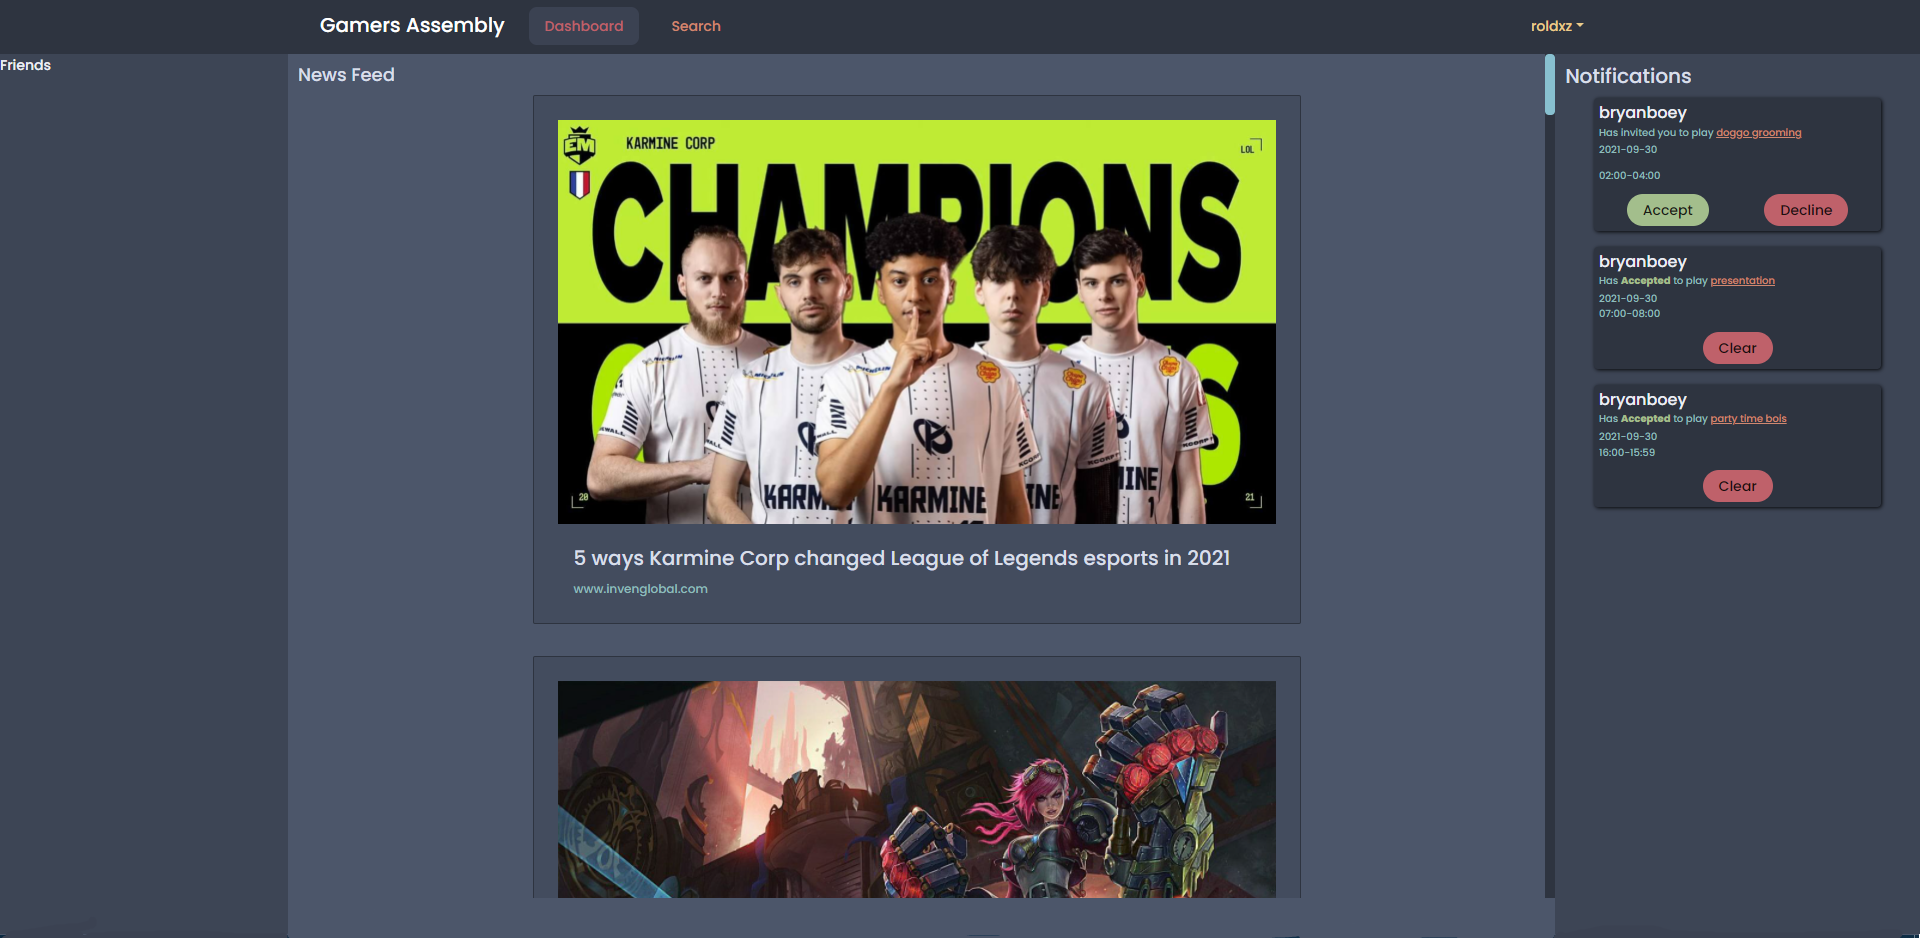 Gamers Assembly
Dashboard
Search
roldxz
Friends
News Feed
EM
KARMINE CORP
LOL
CHAMPIONS
KARMINE
KCORP
20
21
5 ways Karmine Corp changed League of Legends esports in 2021
www.invenglobal.com
Notifications
bryanboey
Has invited you to play doggo grooming
2021-09-30
02:00-04:00
Accept
Decline
bryanboey
Has Accepted to play presentation
2021-09-30
07:00-08:00
Clear
bryanboey
Has Accepted to play party time bois
2021-09-30
16:00-15:59
Clear